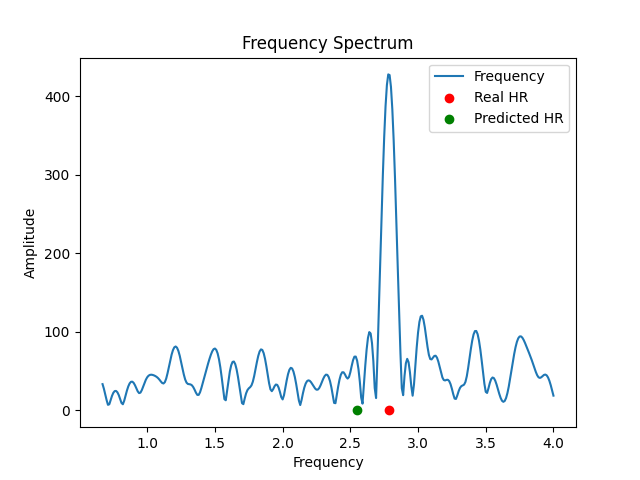 Frequency Spectrum
Frequency
Real HR
Predicted HR
Amplitude
400
300
200
100
0
1.0 1.5 2.0 2.5 3.0 3.5 4.0
Frequency